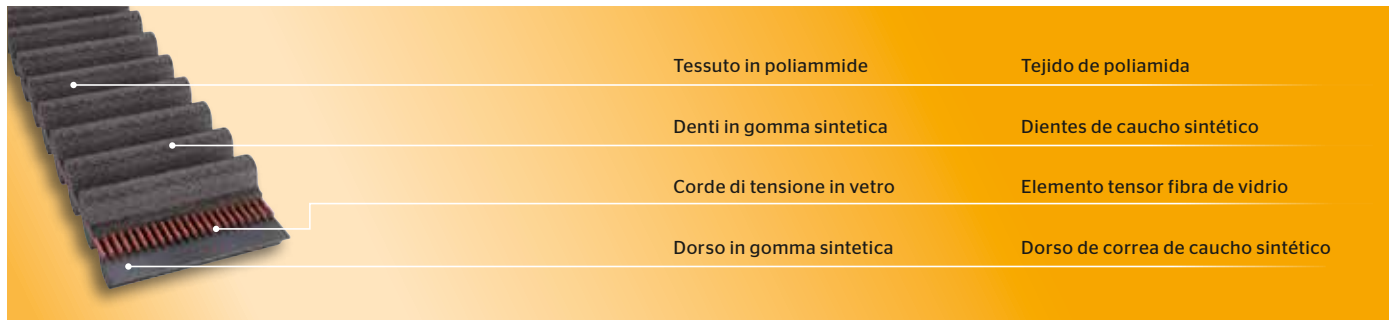 Tessuto in poliammide Tejido de poliamida
Denti in gomma sintetica Dientes de caucho sintético
Corde di tensione in vetro Elemento tensor fibra de vidrio
Dorso in gomma sintetica Dorso de correa de caucho sintético